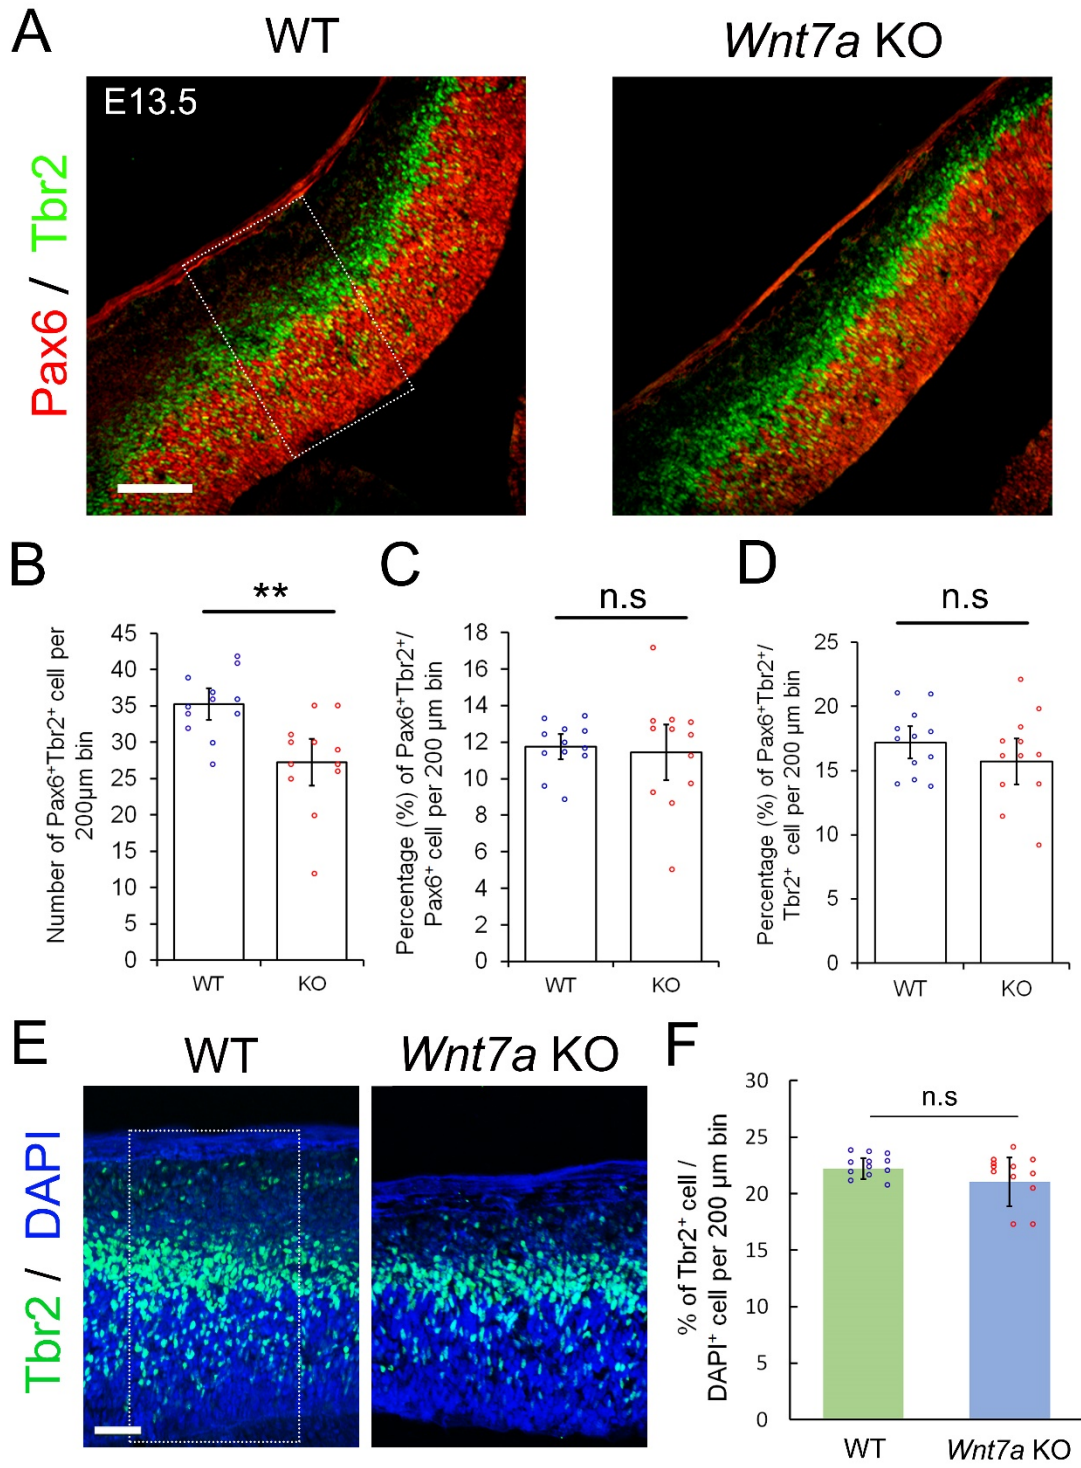 A
WT
Wnt7a KO
E13.5
Pax6 / Tbr2
B
**
Number of Pax6⁺Tbr2⁺ cell per
200μm bin
45
40
35
30
25
20
15
10
5
0
WT
KO
C
n.s
Percentage (%) of Pax6⁺Tbr2⁺/
Pax6⁺ cell per 200 μm bin
18
16
14
12
10
8
6
4
2
0
WT
KO
D
n.s
Percentage (%) of Pax6⁺Tbr2⁺/
Tbr2⁺ cell per 200 μm bin
25
20
15
10
5
0
WT
KO
E
WT
Wnt7a KO
Tbr2 / DAPI
F
n.s
% of Tbr2⁺ cell /
DAPI⁺ cell per 200 μm bin
30
25
20
15
10
5
0
WT
Wnt7a KO